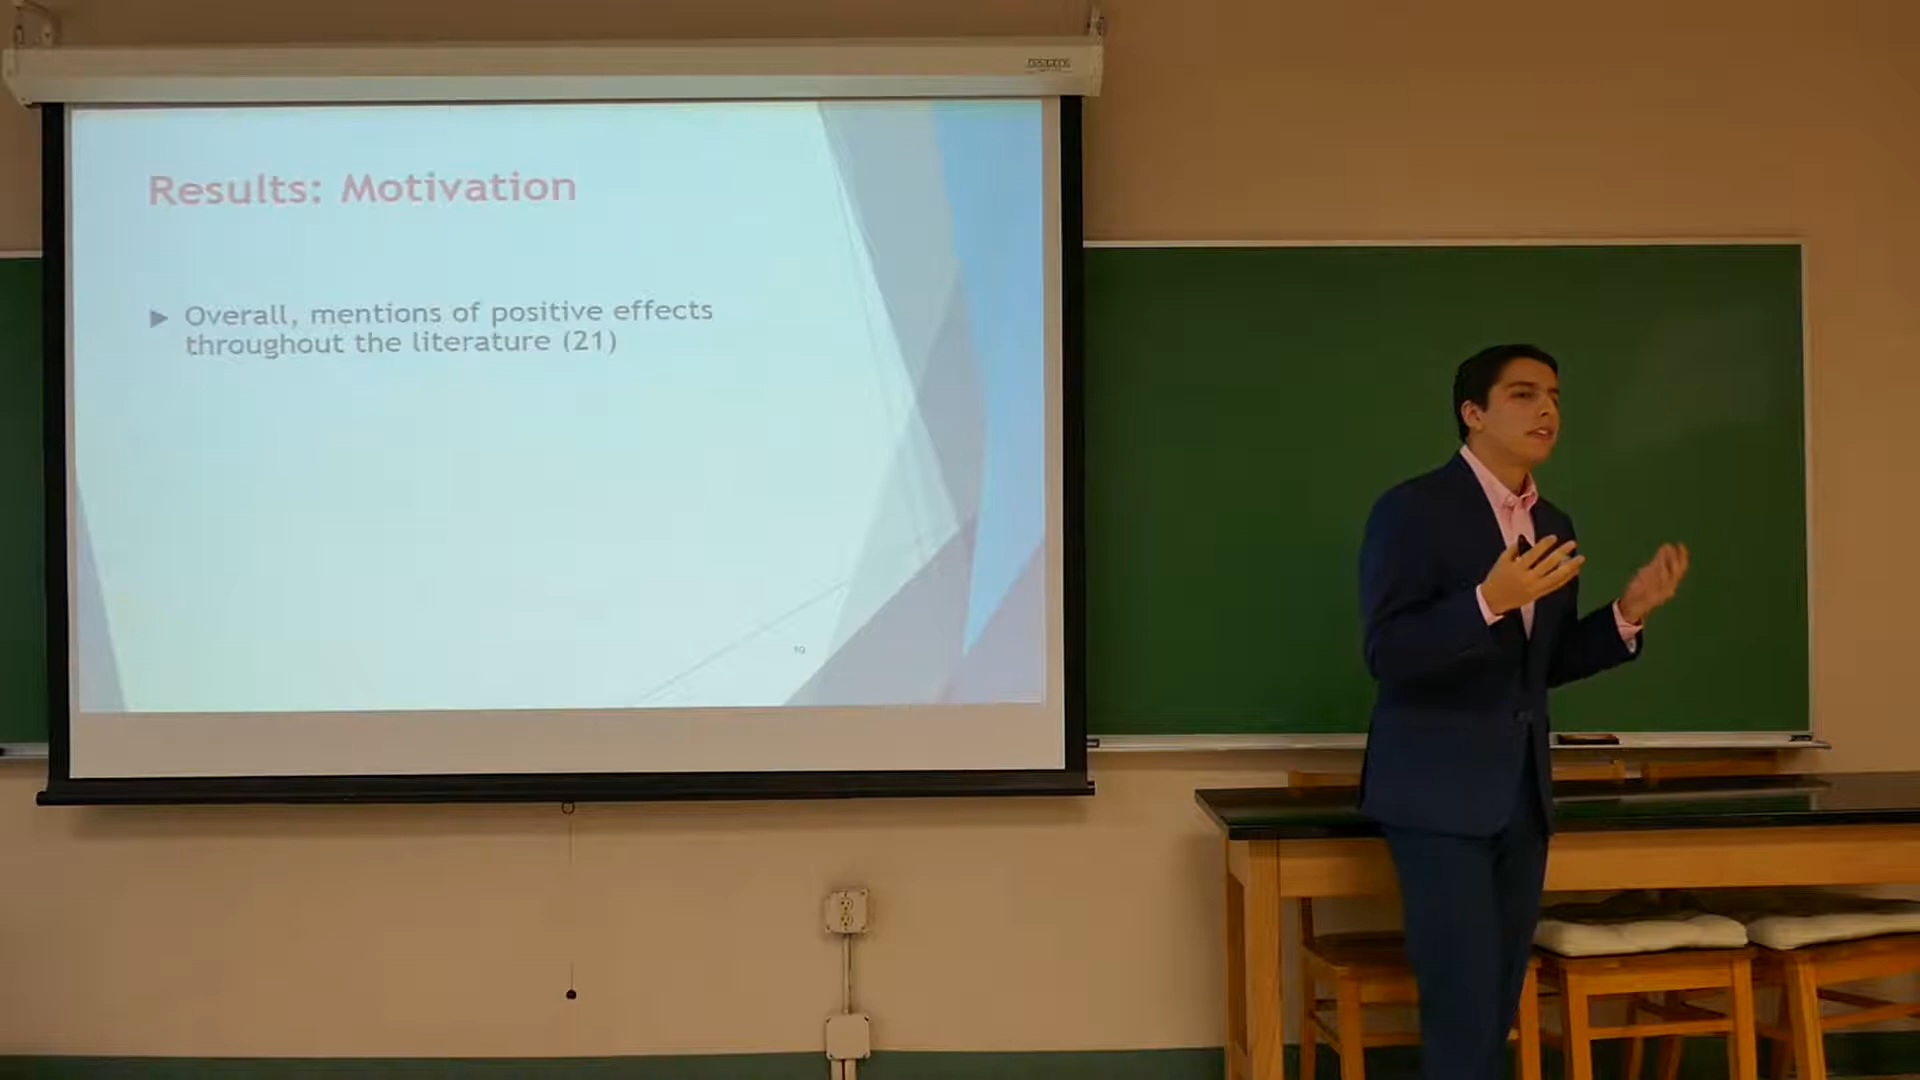 Results: Motivation
Overall, mentions of positive effects
throughout the literature (21)